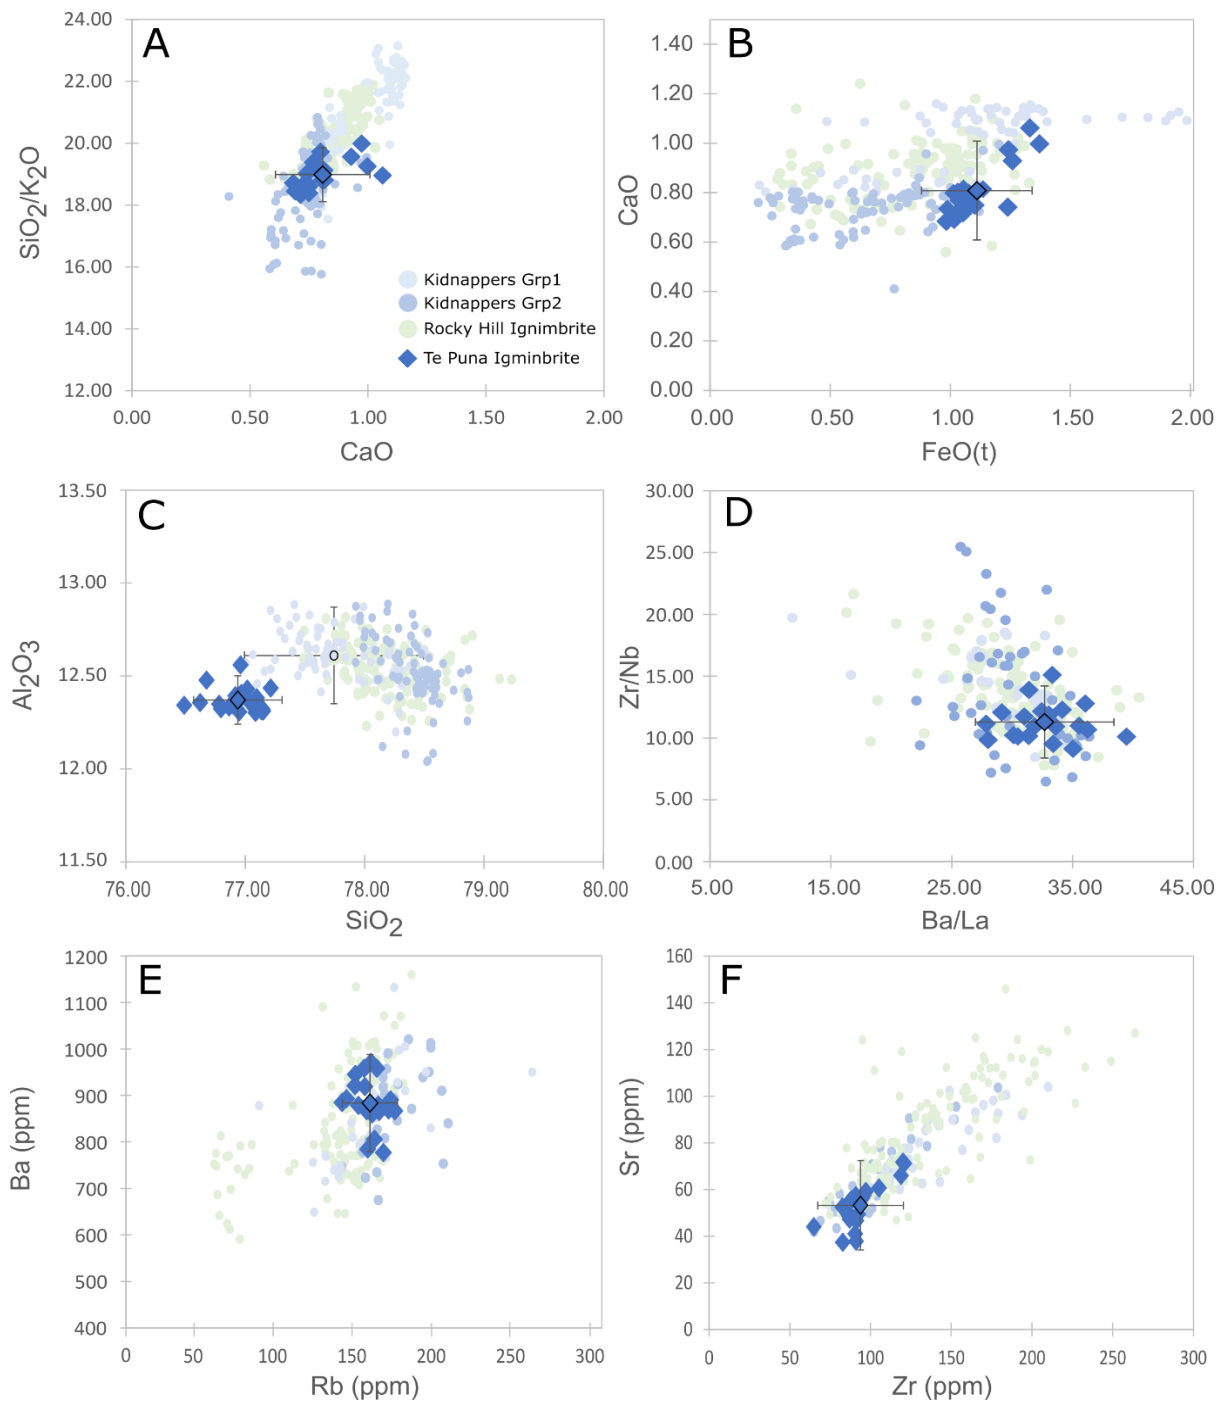 24.00
A
22.00
20.00
18.00
16.00
14.00
12.00
SiO2/K2O
Kidnappers Grp1
Kidnappers Grp2
Rocky Hill Ignimbrite
Te Puna Igminbrite
0.00 0.50 1.00 1.50 2.00
CaO
B
1.40
1.20
1.00
0.80
0.60
0.40
0.20
0.00
CaO
0.00 0.50 1.00 1.50 2.00
FeO(t)
13.50
C
13.00
12.50
12.00
11.50
Al2O3
76.00 77.00 78.00 79.00 80.00
SiO2
30.00
D
25.00
20.00
15.00
10.00
5.00
0.00
Zr/Nb
5.00 15.00 25.00 35.00 45.00
Ba/La
1200
E
1100
1000
900
800
700
600
500
400
Ba (ppm)
0 50 100 150 200 250 300
Rb (ppm)
160
F
140
120
100
80
60
40
20
0
Sr (ppm)
0 50 100 150 200 250 300
Zr (ppm)